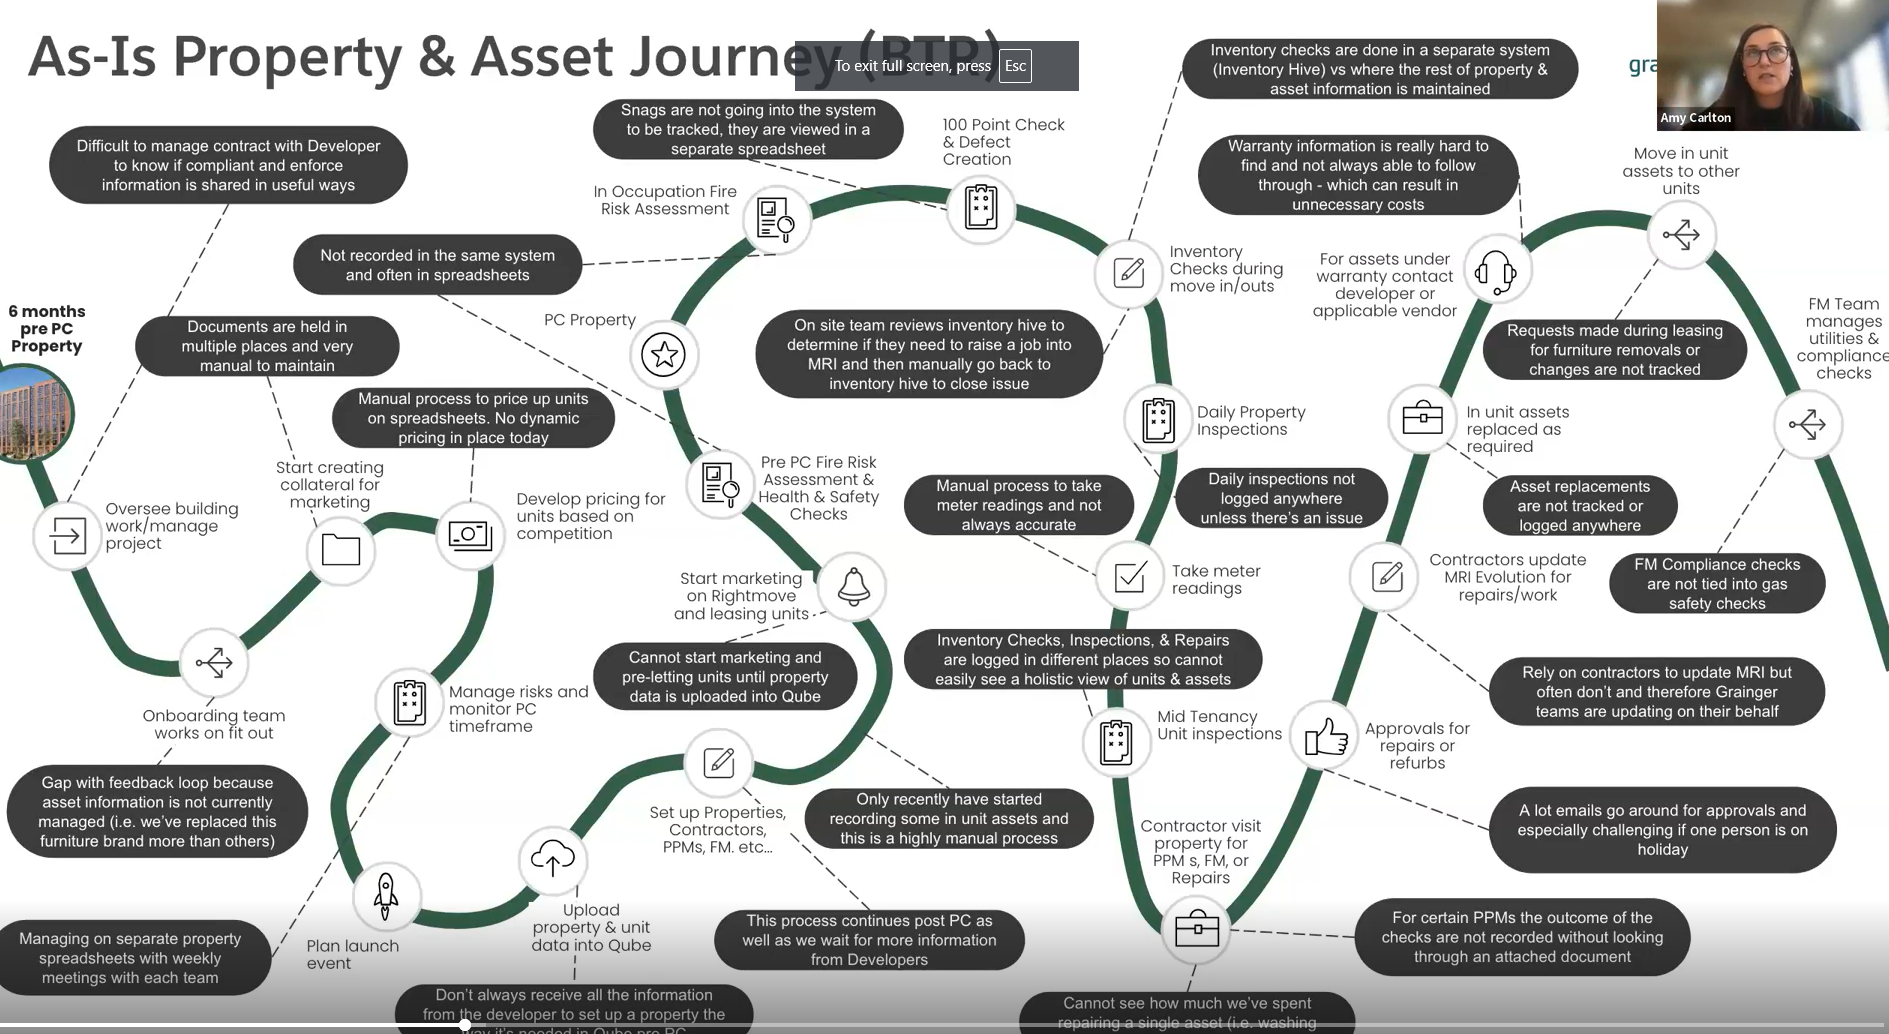 As-Is Property & Asset Journey (BTR)
To exit full screen, press Esc
gra
Amy Carlton
Inventory checks are done in a separate system
(Inventory Hive) vs where the rest of property &
asset information is maintained
Snags are not going into the system
to be tracked, they are viewed in a
separate spreadsheet
100 Point Check
& Defect
Creation
Difficult to manage contract with Developer
to know if compliant and enforce
information is shared in useful ways
Warranty information is really hard to
find and not always able to follow
through - which can result in
unnecessary costs
Move in unit
assets to other
units
In Occupation Fire
Risk Assessment
Not recorded in the same system
and often in spreadsheets
Inventory
Checks during
move in/outs
For assets under
warranty contact
developer or
applicable vendor
6 months
pre PC
Property
Documents are held in
multiple places and very
manual to maintain
PC Property
On site team reviews inventory hive to
determine if they need to raise a job into
MRI and then manually go back to
inventory hive to close issue
Requests made during leasing
for furniture removals or
changes are not tracked
FM Team
manages
utilities &
compliance
checks
Manual process to price up units
on spreadsheets. No dynamic
pricing in place today
Daily Property
Inspections
In unit assets
replaced as
required
Start creating
collateral for
marketing
Pre PC Fire Risk
Assessment &
Health & Safety
Checks
Manual process to take
meter readings and not
always accurate
Daily inspections not
logged anywhere
unless there's an issue
Asset replacements
are not tracked or
logged anywhere
Oversee building
work/manage
project
Develop pricing for
units based on
competition
Start marketing
on Rightmove
and leasing units
Take meter
readings
Contractors update
MRI Evolution for
repairs/work
FM Compliance checks
are not tied into gas
safety checks
Inventory Checks, Inspections, & Repairs
are logged in different places so cannot
easily see a holistic view of units & assets
Cannot start marketing and
pre-letting units until property
data is uploaded into Qube
Rely on contractors to update MRI but
often don't and therefore Grainger
teams are updating on their behalf
Onboarding team
works on fit out
Manage risks and
monitor PC
timeframe
Mid Tenancy
Unit inspections
Approvals for
repairs or
refurbs
Gap with feedback loop because
asset information is not currently
managed (i.e. we've replaced this
furniture brand more than others)
Set up Properties,
Contractors,
PPMs, FM. etc...
Only recently have started
recording some in unit assets and
this is a highly manual process
Contractor visit
property for
PPM s, FM, or
Repairs
A lot emails go around for approvals and
especially challenging if one person is on
holiday
Managing on separate property
spreadsheets with weekly
meetings with each team
Plan launch
event
Upload
property & unit
data into Qube
This process continues post PC as
well as we wait for more information
from Developers
For certain PPMs the outcome of the
checks are not recorded without looking
through an attached document
Don't always receive all the information
from the developer to set up a property the
way it's needed in Qube pre PC
Cannot see how much we've spent
repairing a single asset (i.e. washing